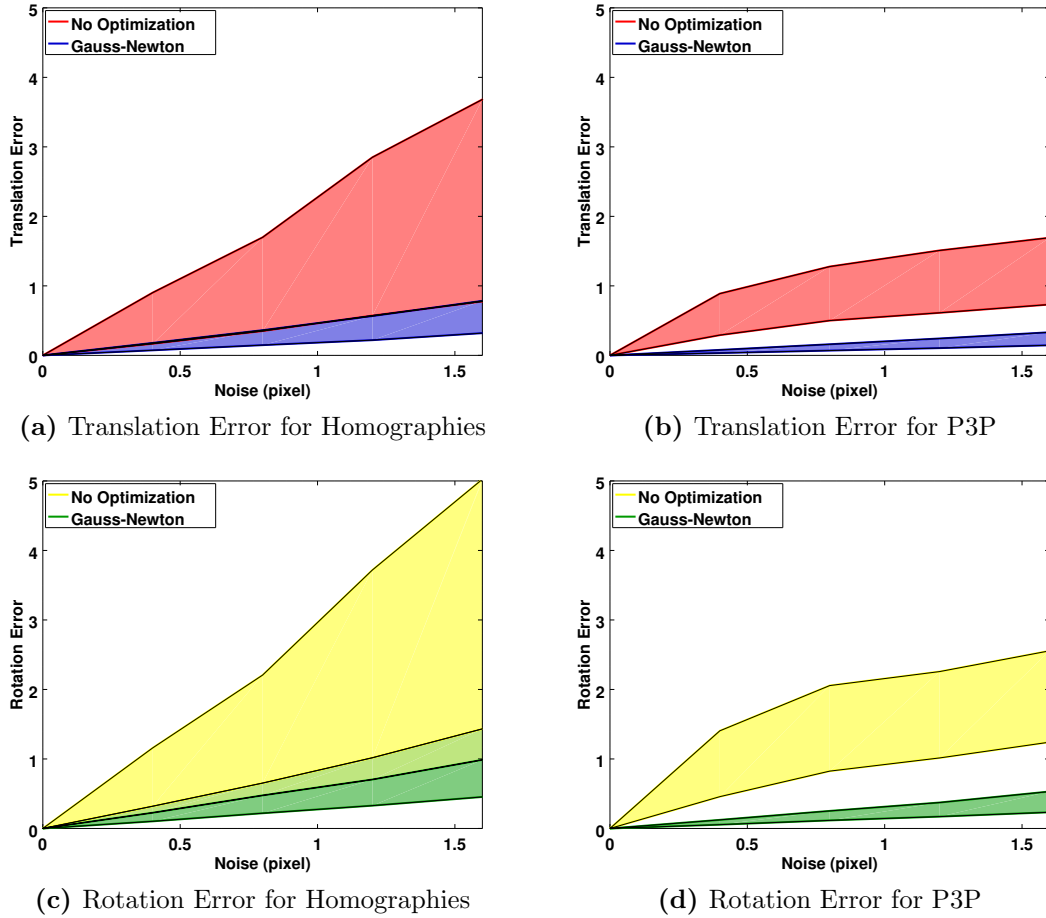 No Optimization
Gauss-Newton
5
4
3
2
1
0
Translation Error
0
0.5
1
1.5
Noise (pixel)
(a) Translation Error for Homographies
No Optimization
Gauss-Newton
5
4
3
2
1
0
Translation Error
0
0.5
1
1.5
Noise (pixel)
(b) Translation Error for P3P
No Optimization
Gauss-Newton
5
4
3
2
1
0
Rotation Error
0
0.5
1
1.5
Noise (pixel)
(c) Rotation Error for Homographies
No Optimization
Gauss-Newton
5
4
3
2
1
0
Rotation Error
0
0.5
1
1.5
Noise (pixel)
(d) Rotation Error for P3P